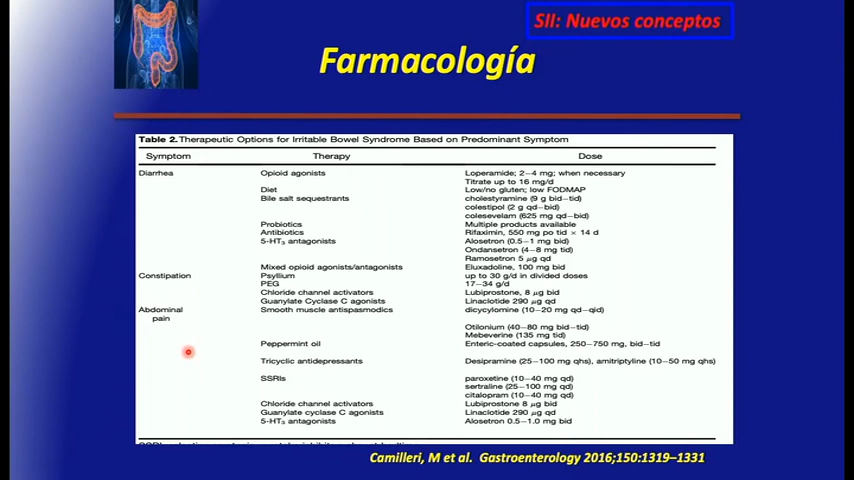 SII: Nuevos conceptos
Farmacología
Table 2. Therapeutic Options for Irritable Bowel Syndrome Based on Predominant Symptom
Symptom Therapy Dose
Diarrhea Opioid agonists Loperamide; 2–4 mg; when necessary
Titrate up to 16 mg/d
Diet Low/no gluten; low FODMAP
Bile salt sequestrants cholestyramine (9 g bid–tid)
colestipol (2 g qd–bid)
colesevelam (625 mg qd–bid)
Probiotics Multiple products available
Antibiotics Rifaximin, 550 mg po tid × 14 d
5-HT3 antagonists Alosetron (0.5–1 mg bid)
Ondansetron (4–8 mg tid)
Ramosetron 5 μg qd
Mixed opioid agonists/antagonists Eluxadoline, 100 mg bid
Constipation Psyllium up to 30 g/d in divided doses
PEG 17–34 g/d
Chloride channel activators Lubiprostone, 8 μg bid
Guanylate Cyclase C agonists Linaclotide 290 μg qd
Abdominal Smooth muscle antispasmodics dicyclomine (10–20 mg qd–qid)
pain
Otilonium (40–80 mg bid–tid)
Mebeverine (135 mg tid)
Peppermint oil Enteric-coated capsules, 250–750 mg, bid–tid
Tricyclic antidepressants Desipramine (25–100 mg qhs), amitriptyline (10–50 mg qhs)
SSRIs paroxetine (10–40 mg qd)
sertraline (25–100 mg qd)
citalopram (10–40 mg qd)
Chloride channel activators Lubiprostone 8 μg bid
Guanylate cyclase C agonists Linaclotide 290 μg qd
5-HT3 antagonists Alosetron 0.5–1.0 mg bid
Camilleri, M et al. Gastroenterology 2016;150:1319–1331